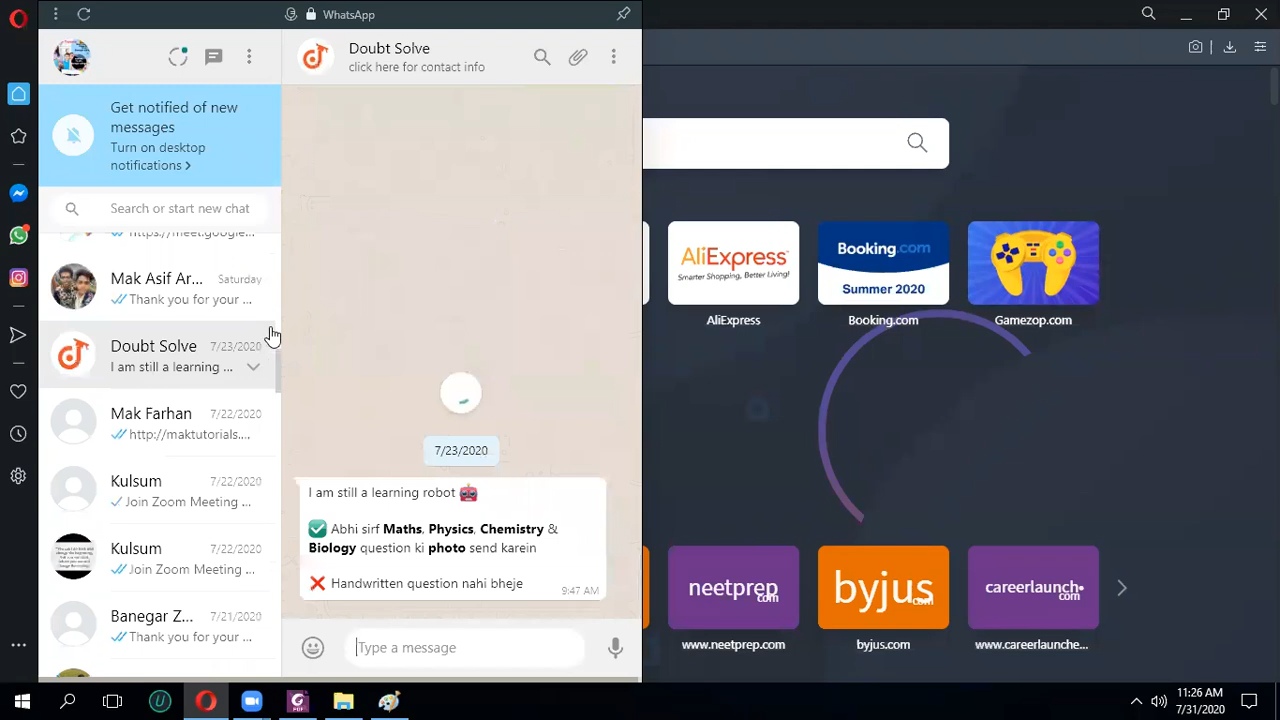 WhatsApp
Doubt Solve
click here for contact info
Get notified of new
messages
Turn on desktop
notifications >
Search or start new chat
https://meet.google...
Mak Asif Ar... Saturday
Thank you for your ...
Doubt Solve 7/23/2020
I am still a learning ...
Mak Farhan 7/22/2020
http://maktutorials....
Kulsum 7/22/2020
Join Zoom Meeting ...
Kulsum 7/22/2020
Join Zoom Meeting ...
Banegar Z... 7/21/2020
Thank you for your ...
7/23/2020
I am still a learning robot 🤖
✅ Abhi sirf Maths, Physics, Chemistry &
Biology question ki photo send karein
❌ Handwritten question nahi bheje
9:47 AM
Type a message
AliExpress
Smarter Shopping, Better Living!
AliExpress
Booking.com
Summer 2020
Booking.com
Gamezop.com
neetprep
.com
www.neetprep.com
byjus
.com
byjus.com
careerlaunch•
.com
www.careerlaunche...
PDF
11:26 AM
7/31/2020